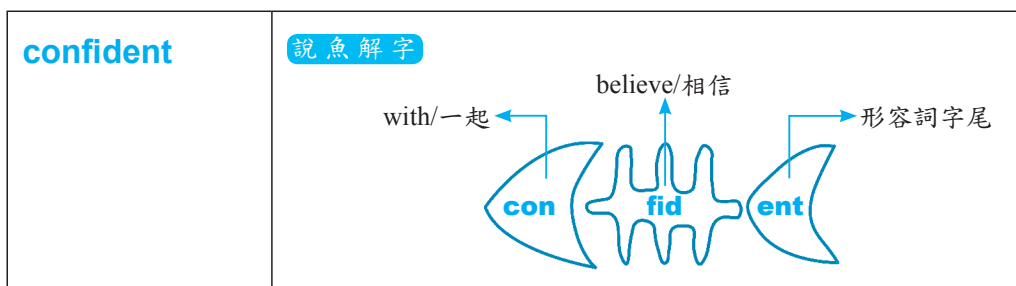 confident
說魚解字
believe/相信
with/一起
形容詞字尾
con
fid
ent